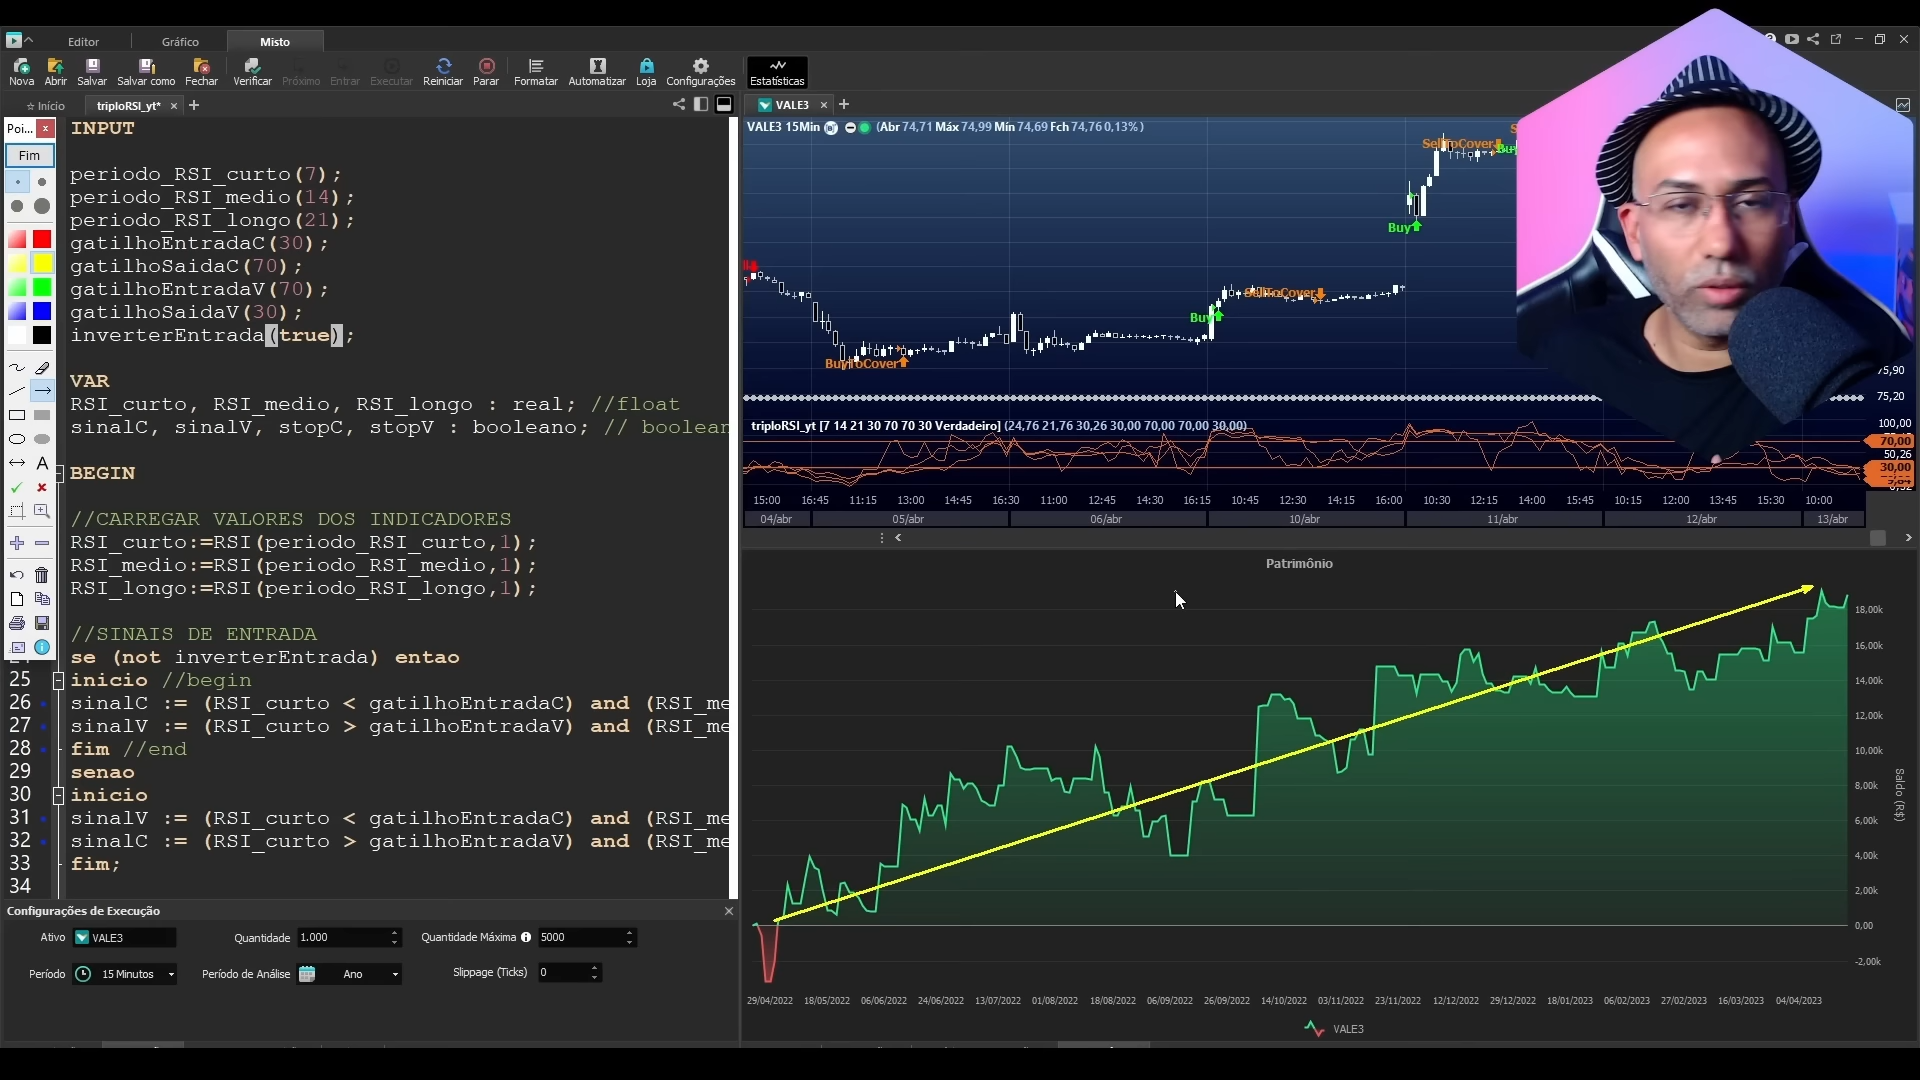 Editor
Gráfico
Misto
Nova
Abrir
Salvar
Salvar como
Fechar
Verificar
Próximo
Entrar
Executar
Reiniciar
Parar
Formatar
Automatizar
Loja
Configurações
Estatísticas
Início
triploRSI_yt*
VALE3
Poi...
Fim
INPUT
periodo_RSI_curto(7);
periodo_RSI_medio(14);
periodo_RSI_longo(21);
gatilhoEntradaC(30);
gatilhoSaidaC(70);
gatilhoEntradaV(70);
gatilhoSaidaV(30);
inverterEntrada(true);
VAR
RSI_curto, RSI_medio, RSI_longo : real; //float
sinalC, sinalV, stopC, stopV : booleano; // boolean
BEGIN
//CARREGAR VALORES DOS INDICADORES
RSI_curto:=RSI(periodo_RSI_curto,1);
RSI_medio:=RSI(periodo_RSI_medio,1);
RSI_longo:=RSI(periodo_RSI_longo,1);
//SINAIS DE ENTRADA
se (not inverterEntrada) entao
25 inicio //begin
26 sinalC := (RSI_curto < gatilhoEntradaC) and (RSI_me
27 sinalV := (RSI_curto > gatilhoEntradaV) and (RSI_me
28 fim //end
29 senao
30 inicio
31 sinalV := (RSI_curto < gatilhoEntradaC) and (RSI_me
32 sinalC := (RSI_curto > gatilhoEntradaV) and (RSI_me
33 fim;
34
Configurações de Execução
Ativo VALE3 Quantidade 1.000 Quantidade Máxima 5000
Período 15 Minutos Período de Análise Ano Slippage (Ticks) 0
VALE3 15Min (Abr 74,71 Máx 74,99 Mín 74,69 Fch 74,76 0,13% )
SellToCover
Buy
Buy
SellToCover
Buy
BuyToCover
75,90
75,20
triploRSI_yt [7 14 21 30 70 70 30 Verdadeiro] (24,76 21,76 30,26 30,00 70,00 70,00 30,00)
100,00
70,00
50,26
30,00
15:00 16:45 11:15 13:00 14:45 16:30 11:00 12:45 14:30 16:15 10:45 12:30 14:15 16:00 10:30 12:15 14:00 15:45 10:15 12:00 13:45 15:30 10:00
04/abr 05/abr 06/abr 10/abr 11/abr 12/abr 13/abr
Patrimônio
18,00k
16,00k
14,00k
12,00k
10,00k
8,00k
6,00k
4,00k
2,00k
0,00
-2,00k
Saldo (R$)
29/04/2022 18/05/2022 06/06/2022 24/06/2022 13/07/2022 01/08/2022 18/08/2022 06/09/2022 26/09/2022 14/10/2022 03/11/2022 23/11/2022 12/12/2022 29/12/2022 18/01/2023 06/02/2023 27/02/2023 16/03/2023 04/04/2023
VALE3